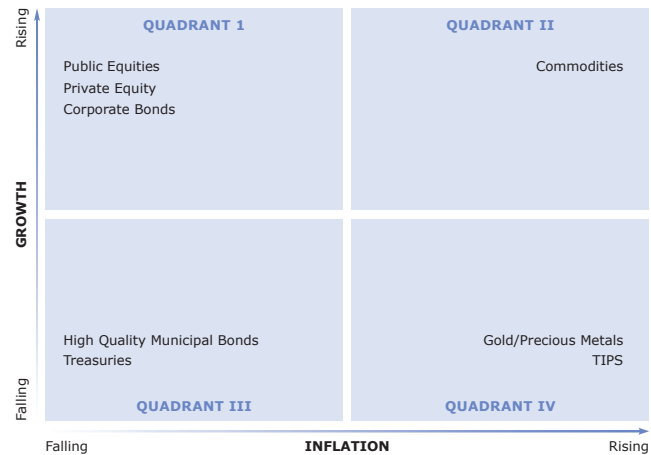 Rising
QUADRANT 1
Public Equities
Private Equity
Corporate Bonds
QUADRANT II
Commodities
GROWTH
High Quality Municipal Bonds
Treasuries
QUADRANT III
Gold/Precious Metals
TIPS
QUADRANT IV
Falling
Falling
INFLATION
Rising